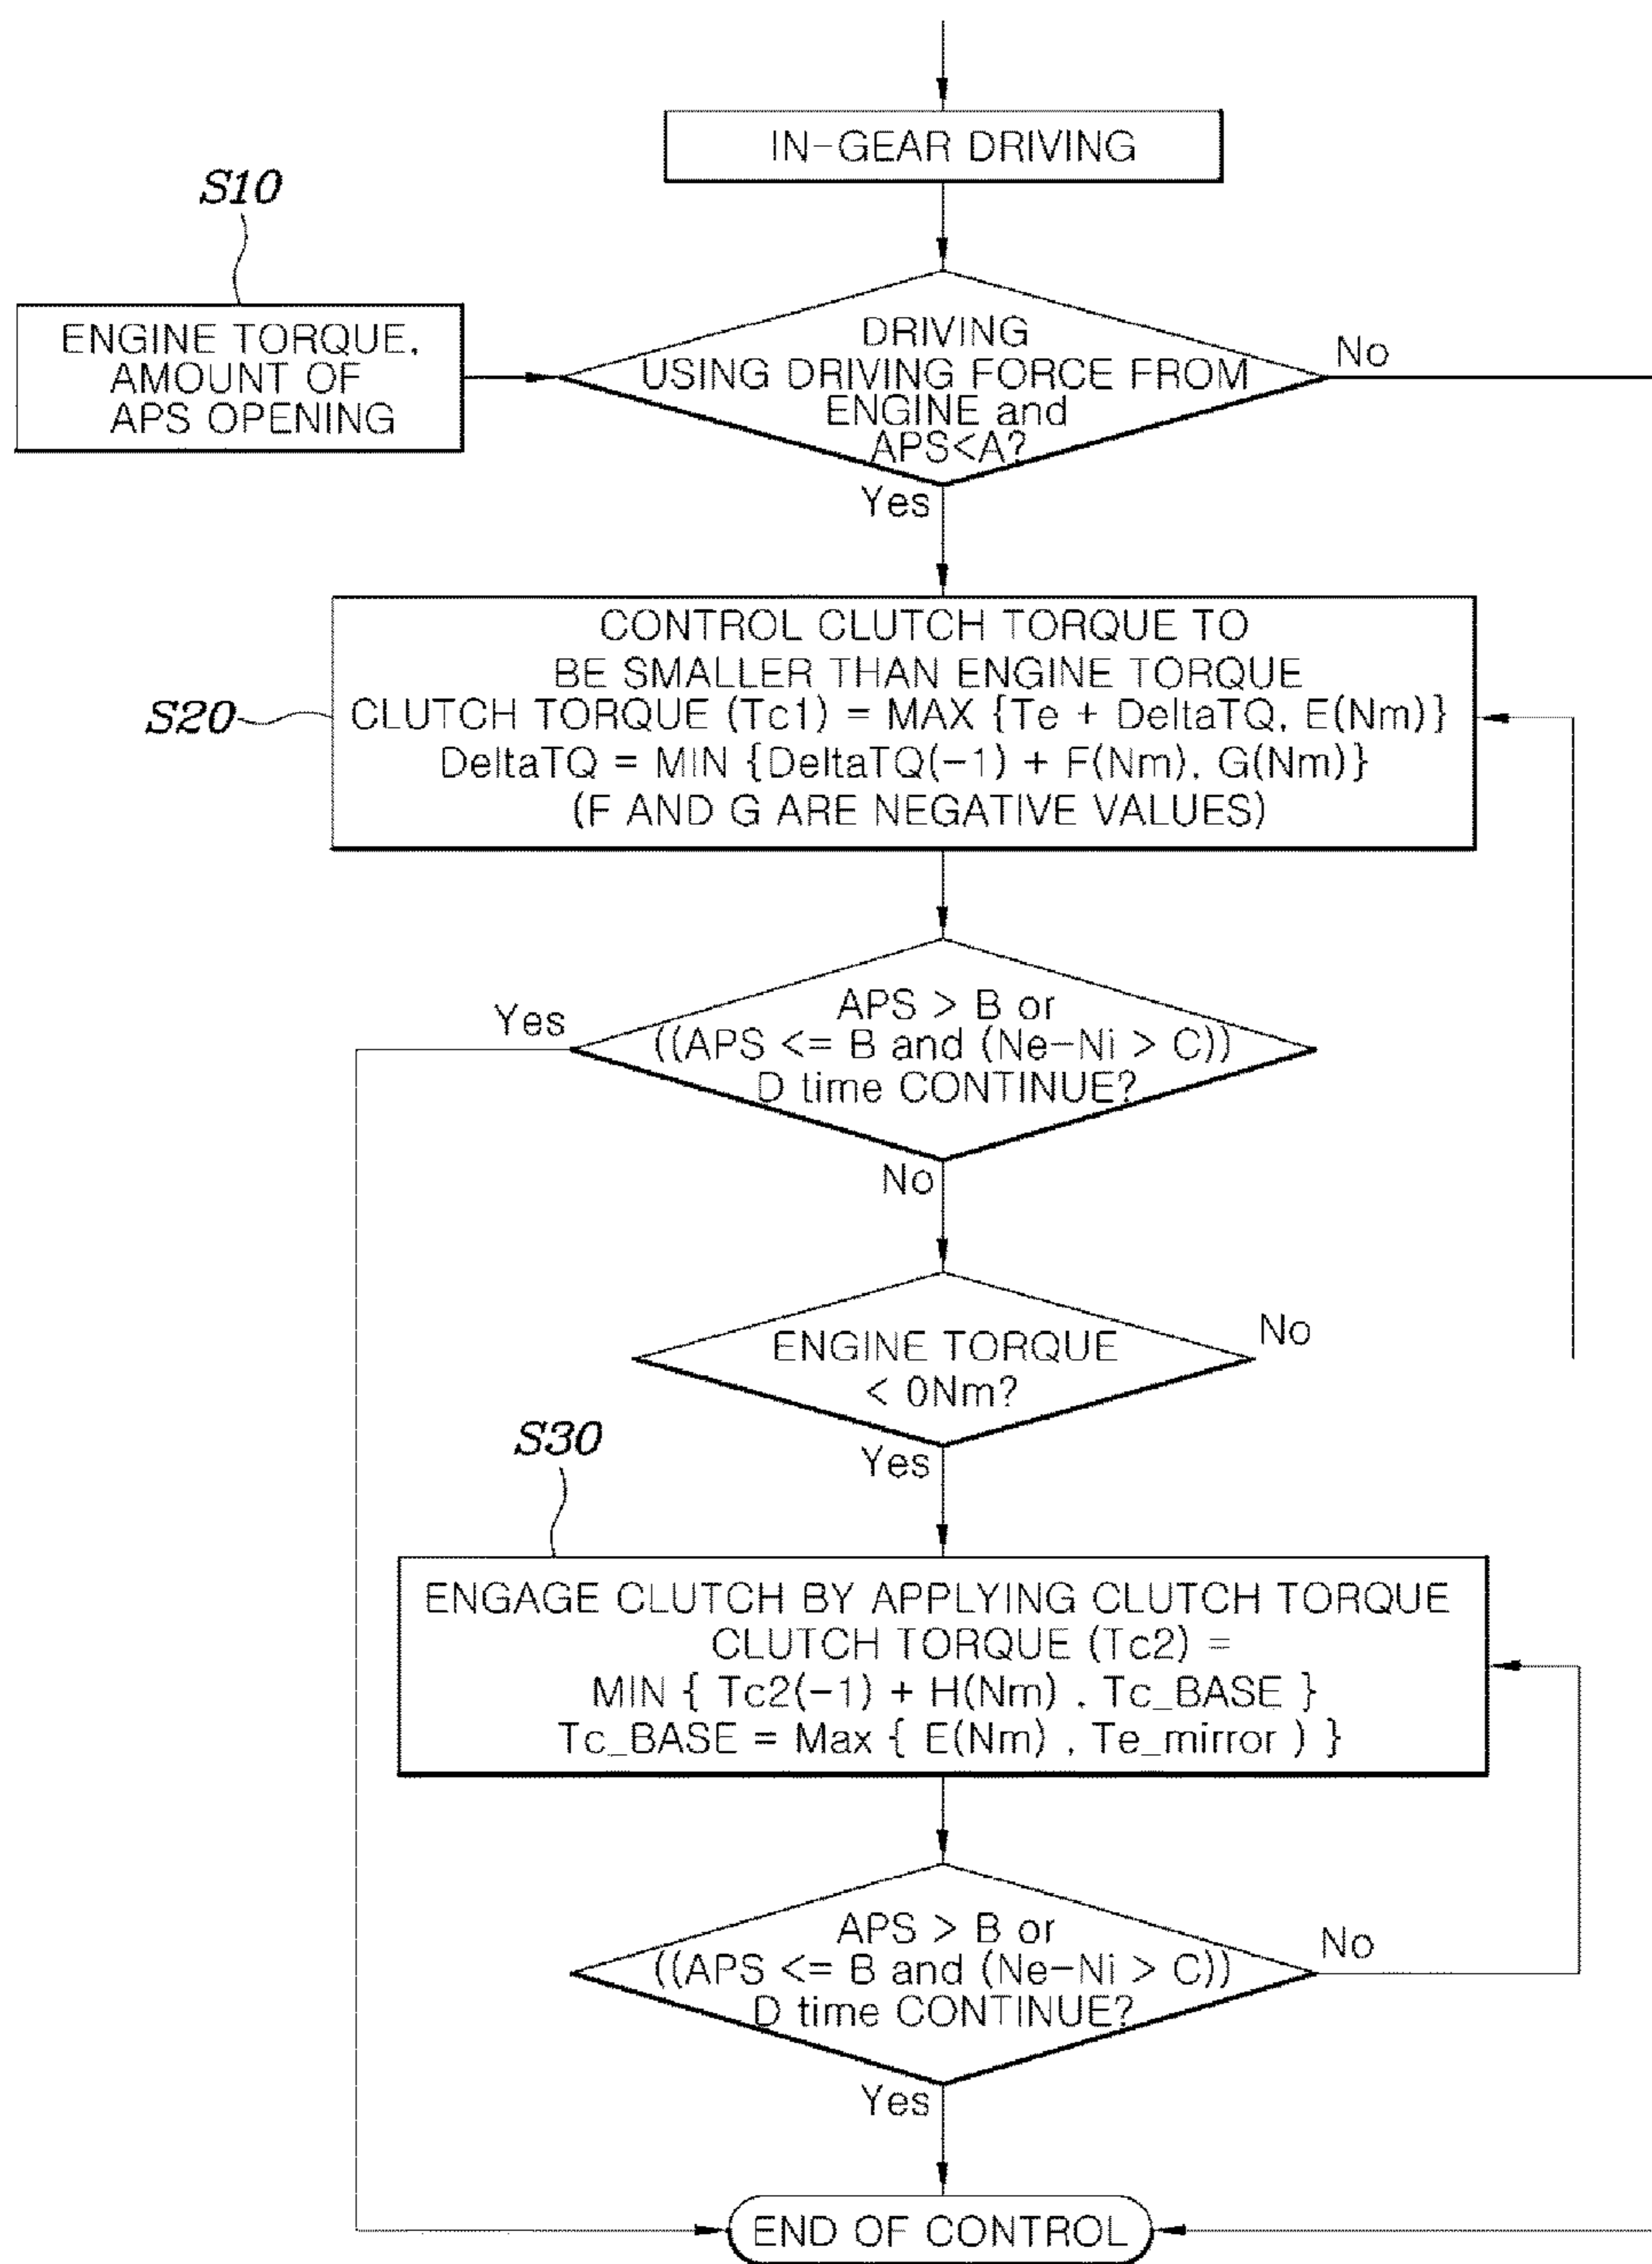 IN-GEAR DRIVING
S10
ENGINE TORQUE,
AMOUNT OF
APS OPENING
DRIVING
USING DRIVING FORCE FROM
ENGINE and
APS<A?
No
Yes
S20
CONTROL CLUTCH TORQUE TO
BE SMALLER THAN ENGINE TORQUE
CLUTCH TORQUE (Tc1) = MAX {Te + DeltaTQ, E(Nm)}
DeltaTQ = MIN {DeltaTQ(-1) + F(Nm), G(Nm)}
(F AND G ARE NEGATIVE VALUES)
Yes
APS > B or
((APS <= B and (Ne-Ni > C))
D time CONTINUE?
No
ENGINE TORQUE
< 0Nm?
No
Yes
S30
ENGAGE CLUTCH BY APPLYING CLUTCH TORQUE
CLUTCH TORQUE (Tc2) =
MIN { Tc2(-1) + H(Nm) , Tc_BASE }
Tc_BASE = Max { E(Nm) , Te_mirror ) }
APS > B or
((APS <= B and (Ne-Ni > C))
D time CONTINUE?
No
Yes
END OF CONTROL